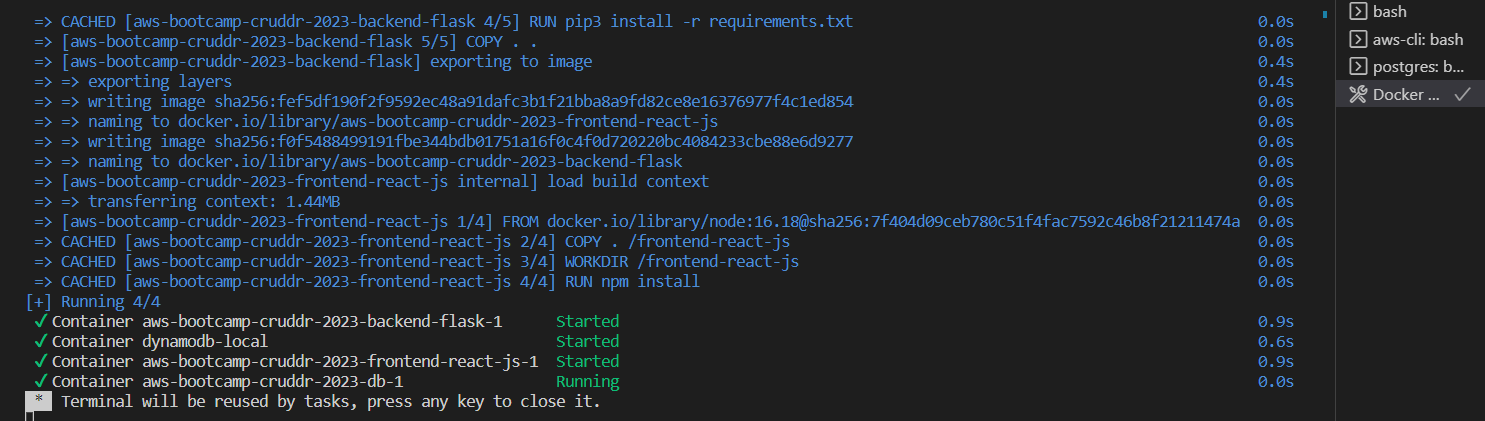 => CACHED [aws-bootcamp-cruddr-2023-backend-flask 4/5] RUN pip3 install -r requirements.txt 0.0s
=> [aws-bootcamp-cruddr-2023-backend-flask 5/5] COPY . . 0.0s
=> [aws-bootcamp-cruddr-2023-backend-flask] exporting to image 0.4s
=> => exporting layers 0.4s
=> => writing image sha256:fef5df190f2f9592ec48a91dafc3b1f21bba8a9fd82ce8e16376977f4c1ed854 0.0s
=> => naming to docker.io/library/aws-bootcamp-cruddr-2023-frontend-react-js 0.0s
=> => writing image sha256:f0f5488499191fbe344bdb01751a16f0c4f0d720220bc4084233cbe88e6d9277 0.0s
=> => naming to docker.io/library/aws-bootcamp-cruddr-2023-backend-flask 0.0s
=> [aws-bootcamp-cruddr-2023-frontend-react-js internal] load build context 0.0s
=> => transferring context: 1.44MB 0.0s
=> [aws-bootcamp-cruddr-2023-frontend-react-js 1/4] FROM docker.io/library/node:16.18@sha256:7f404d09ceb780c51f4fac7592c46b8f21211474a 0.0s
=> CACHED [aws-bootcamp-cruddr-2023-frontend-react-js 2/4] COPY . /frontend-react-js 0.0s
=> CACHED [aws-bootcamp-cruddr-2023-frontend-react-js 3/4] WORKDIR /frontend-react-js 0.0s
=> CACHED [aws-bootcamp-cruddr-2023-frontend-react-js 4/4] RUN npm install 0.0s
[+] Running 4/4
✓ Container aws-bootcamp-cruddr-2023-backend-flask-1 Started 0.9s
✓ Container dynamodb-local Started 0.6s
✓ Container aws-bootcamp-cruddr-2023-frontend-react-js-1 Started 0.9s
✓ Container aws-bootcamp-cruddr-2023-db-1 Running 0.0s
* Terminal will be reused by tasks, press any key to close it.
bash
aws-cli: bash
postgres: b...
Docker ...